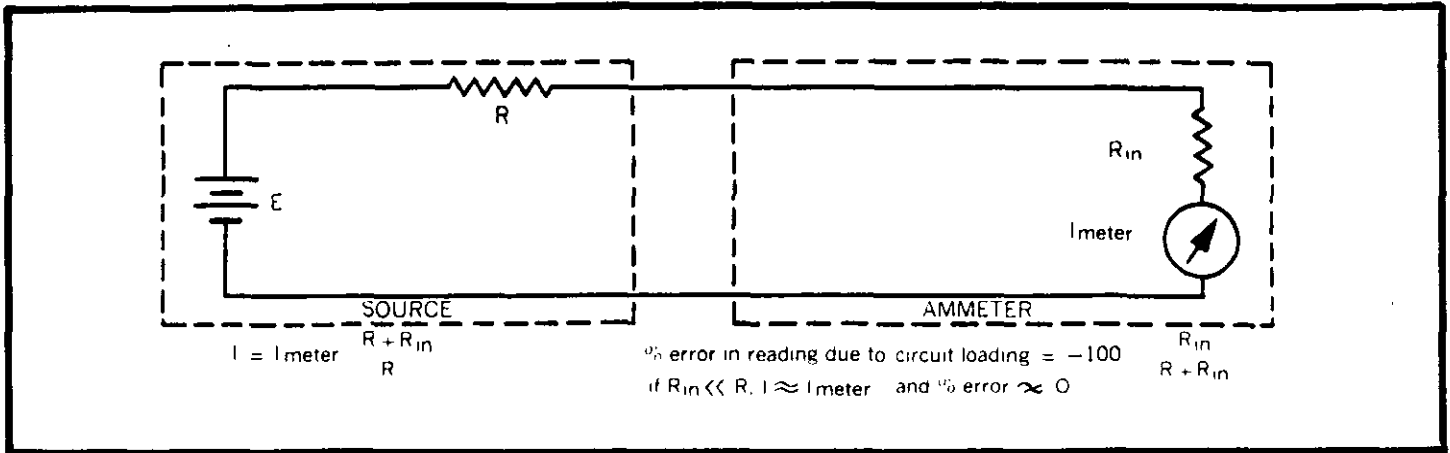 R
Rin
E
Imeter
SOURCE
AMMETER
I = Imeter R + Rin
R
% error in reading due to circuit loading = −100 Rin
R + Rin
if Rin << R, I ≈ Imeter and % error ≈ O